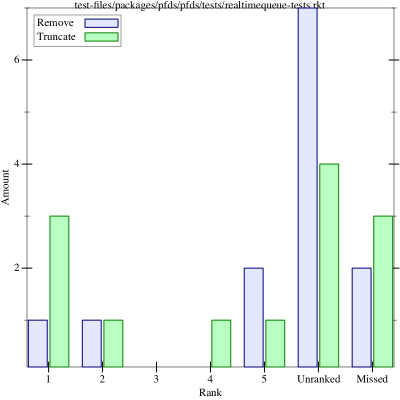 test-files/packages/pfds/pfds/tests/realtimequeue-tests.rkt
Remove
Truncate
6
4
2
Amount
1 2 3 4 5 Unranked Missed
Rank